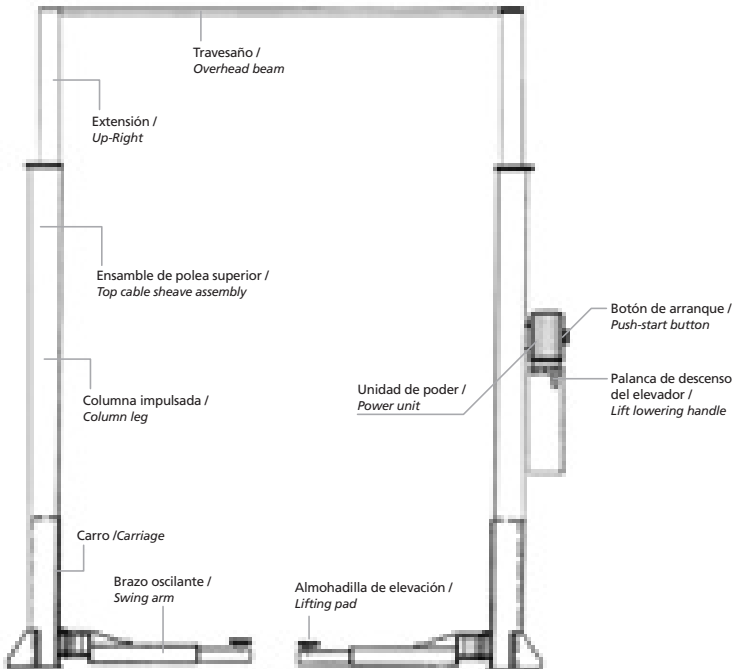 Travesaño /
Overhead beam
Extensión /
Up-Right
Ensamble de polea superior /
Top cable sheave assembly
Botón de arranque /
Push-start button
Unidad de poder /
Power unit
Palanca de descenso
del elevador /
Lift lowering handle
Columna impulsada /
Column leg
Carro /Carriage
Brazo oscilante /
Swing arm
Almohadilla de elevación /
Lifting pad